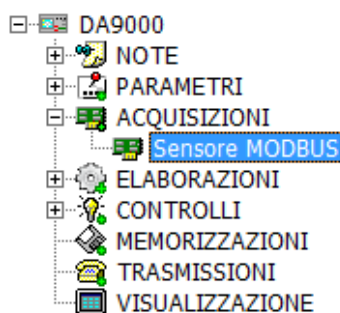 DA9000
NOTE
PARAMETRI
ACQUISIZIONI
Sensore MODBUS
ELABORAZIONI
CONTROLLI
MEMORIZZAZIONI
TRASMISSIONI
VISUALIZZAZIONE